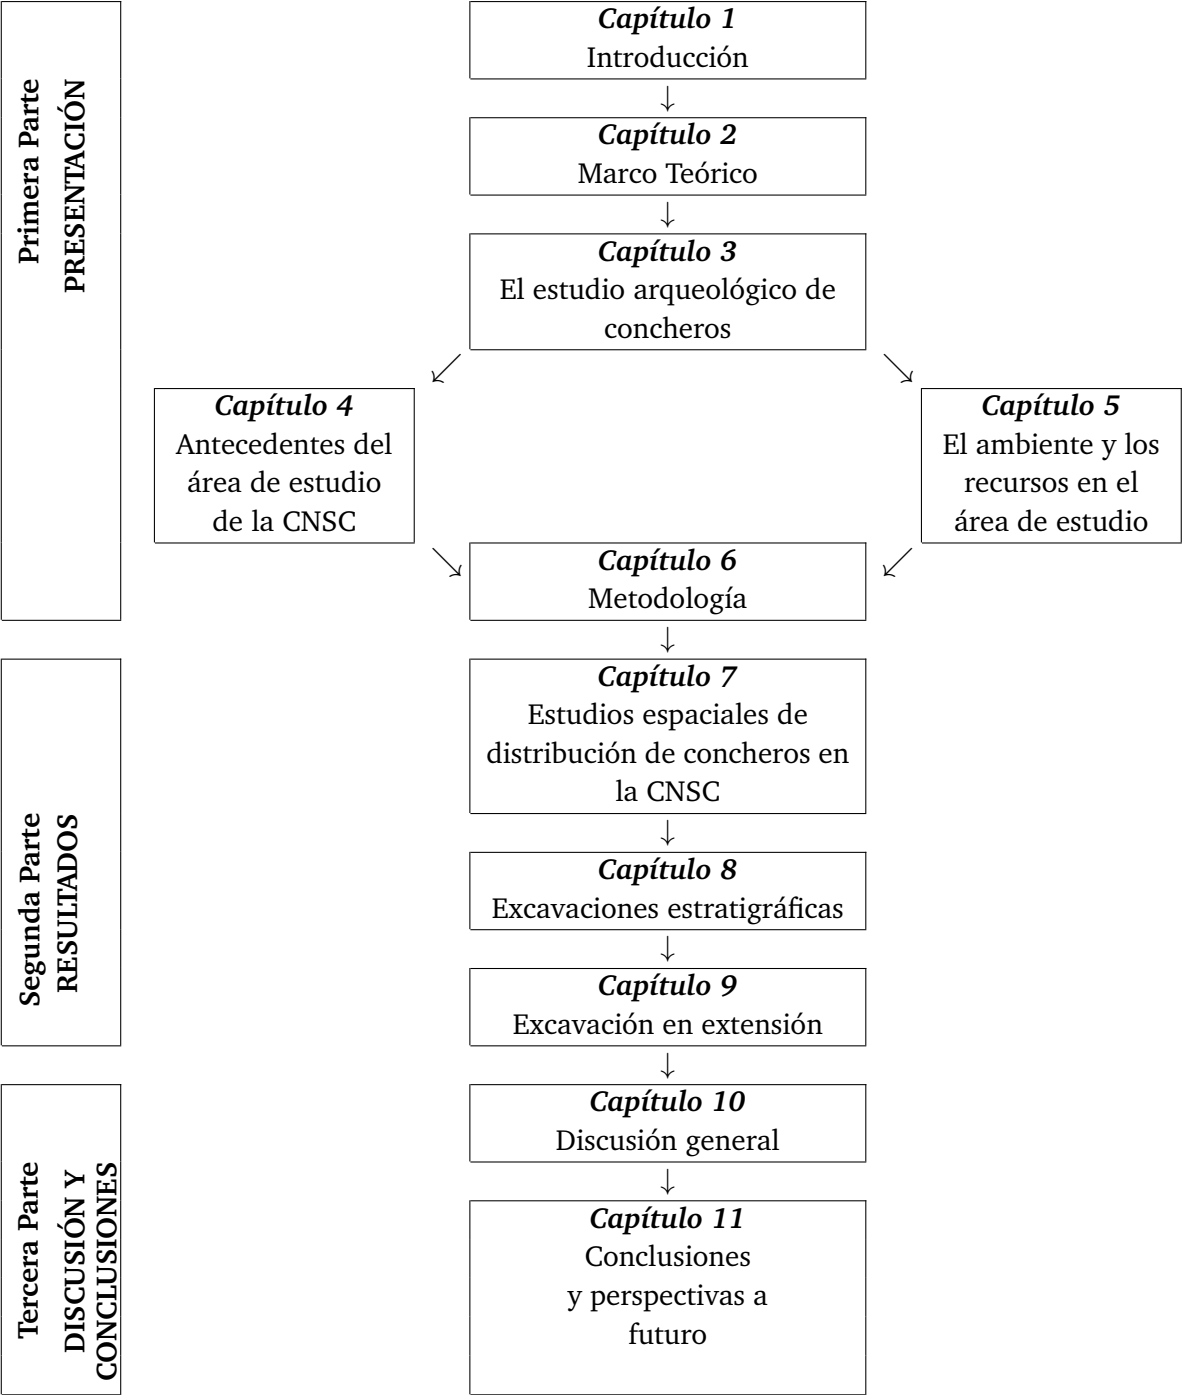 Primera Parte
PRESENTACIÓN
Capítulo 1
Introducción
Capítulo 2
Marco Teórico
Capítulo 3
El estudio arqueológico de
concheros
Capítulo 4
Antecedentes del
área de estudio
de la CNSC
Capítulo 5
El ambiente y los
recursos en el
área de estudio
Capítulo 6
Metodología
Segunda Parte
RESULTADOS
Capítulo 7
Estudios espaciales de
distribución de concheros en
la CNSC
Capítulo 8
Excavaciones estratigráficas
Capítulo 9
Excavación en extensión
Tercera Parte
DISCUSIÓN Y
CONCLUSIONES
Capítulo 10
Discusión general
Capítulo 11
Conclusiones
y perspectivas a
futuro